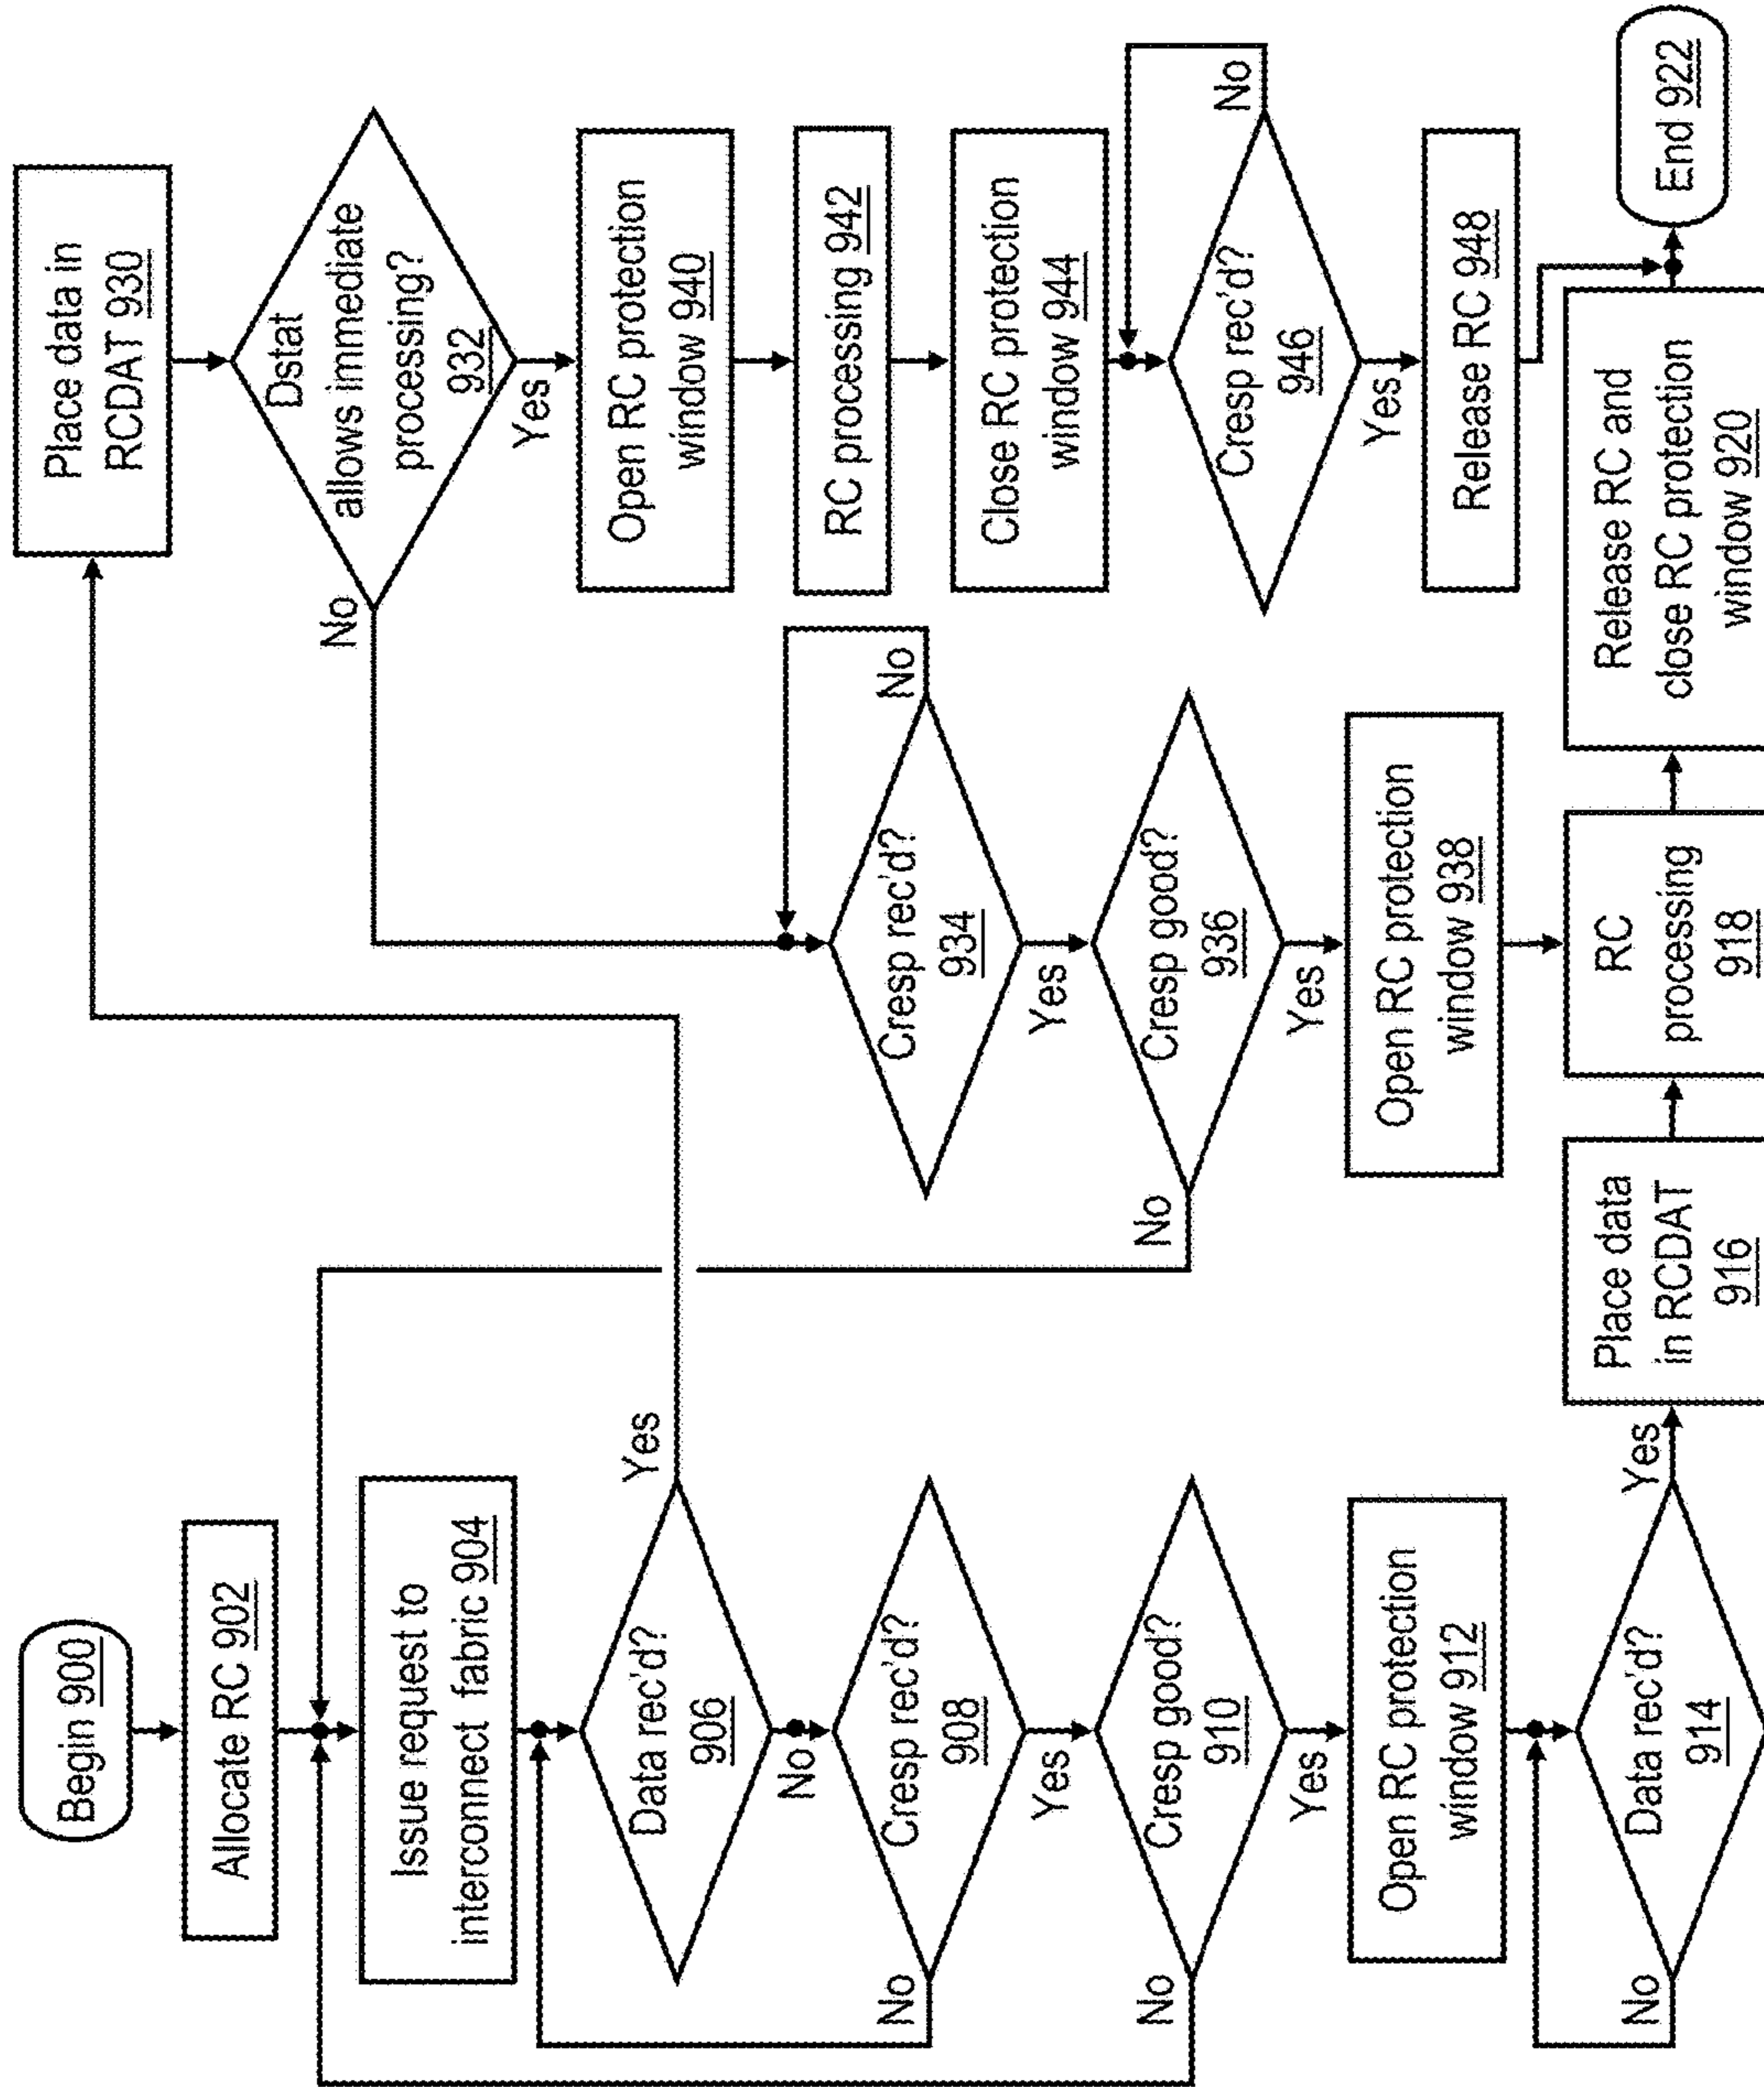 Begin 900
Allocate RC 902
Issue request to
interconnect fabric 904
Data rec'd?
906
Yes
No
Cresp rec'd?
908
No
Yes
Cresp good?
910
No
Yes
Open RC protection
window 912
Data rec'd?
914
No
Yes
Place data
in RCDAT
916
RC
processing
918
Release RC and
close RC protection
window 920
End 922
Place data in
RCDAT 930
Dstat
allows immediate
processing?
932
No
Yes
Cresp rec'd?
934
No
Yes
Cresp good?
936
No
Yes
Open RC protection
window 938
Open RC protection
window 940
RC processing 942
Close RC protection
window 944
Cresp rec'd?
946
No
Yes
Release RC 948